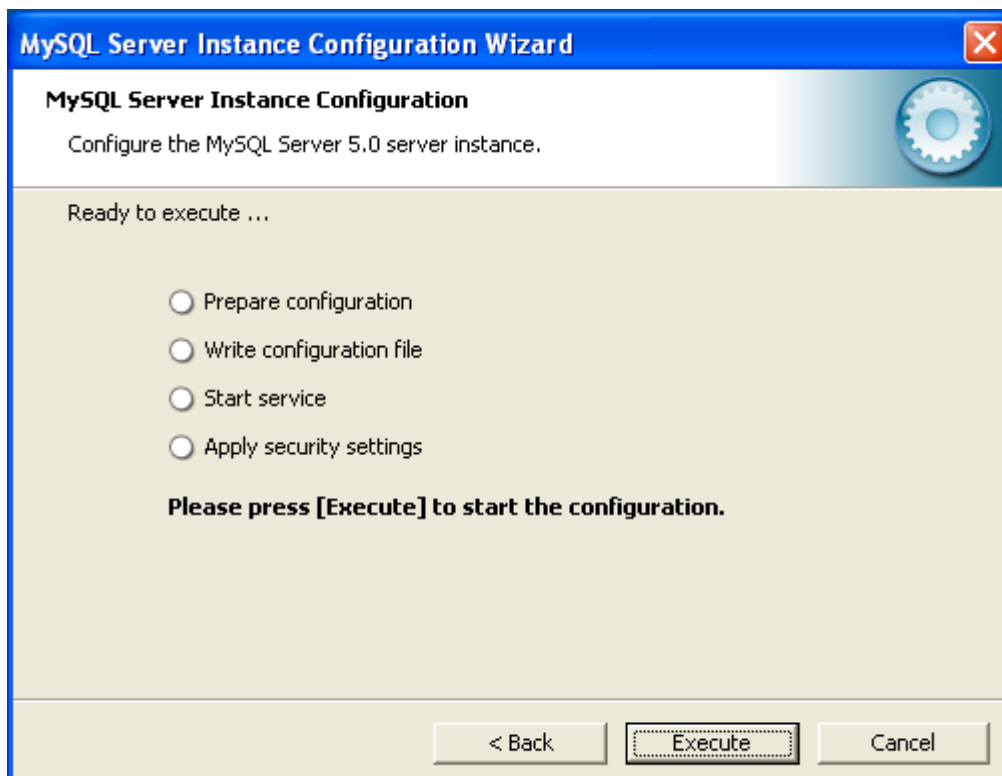 MySQL Server Instance Configuration Wizard
MySQL Server Instance Configuration
Configure the MySQL Server 5.0 server instance.
Ready to execute ...
Prepare configuration
Write configuration file
Start service
Apply security settings
Please press [Execute] to start the configuration.
< Back Execute Cancel